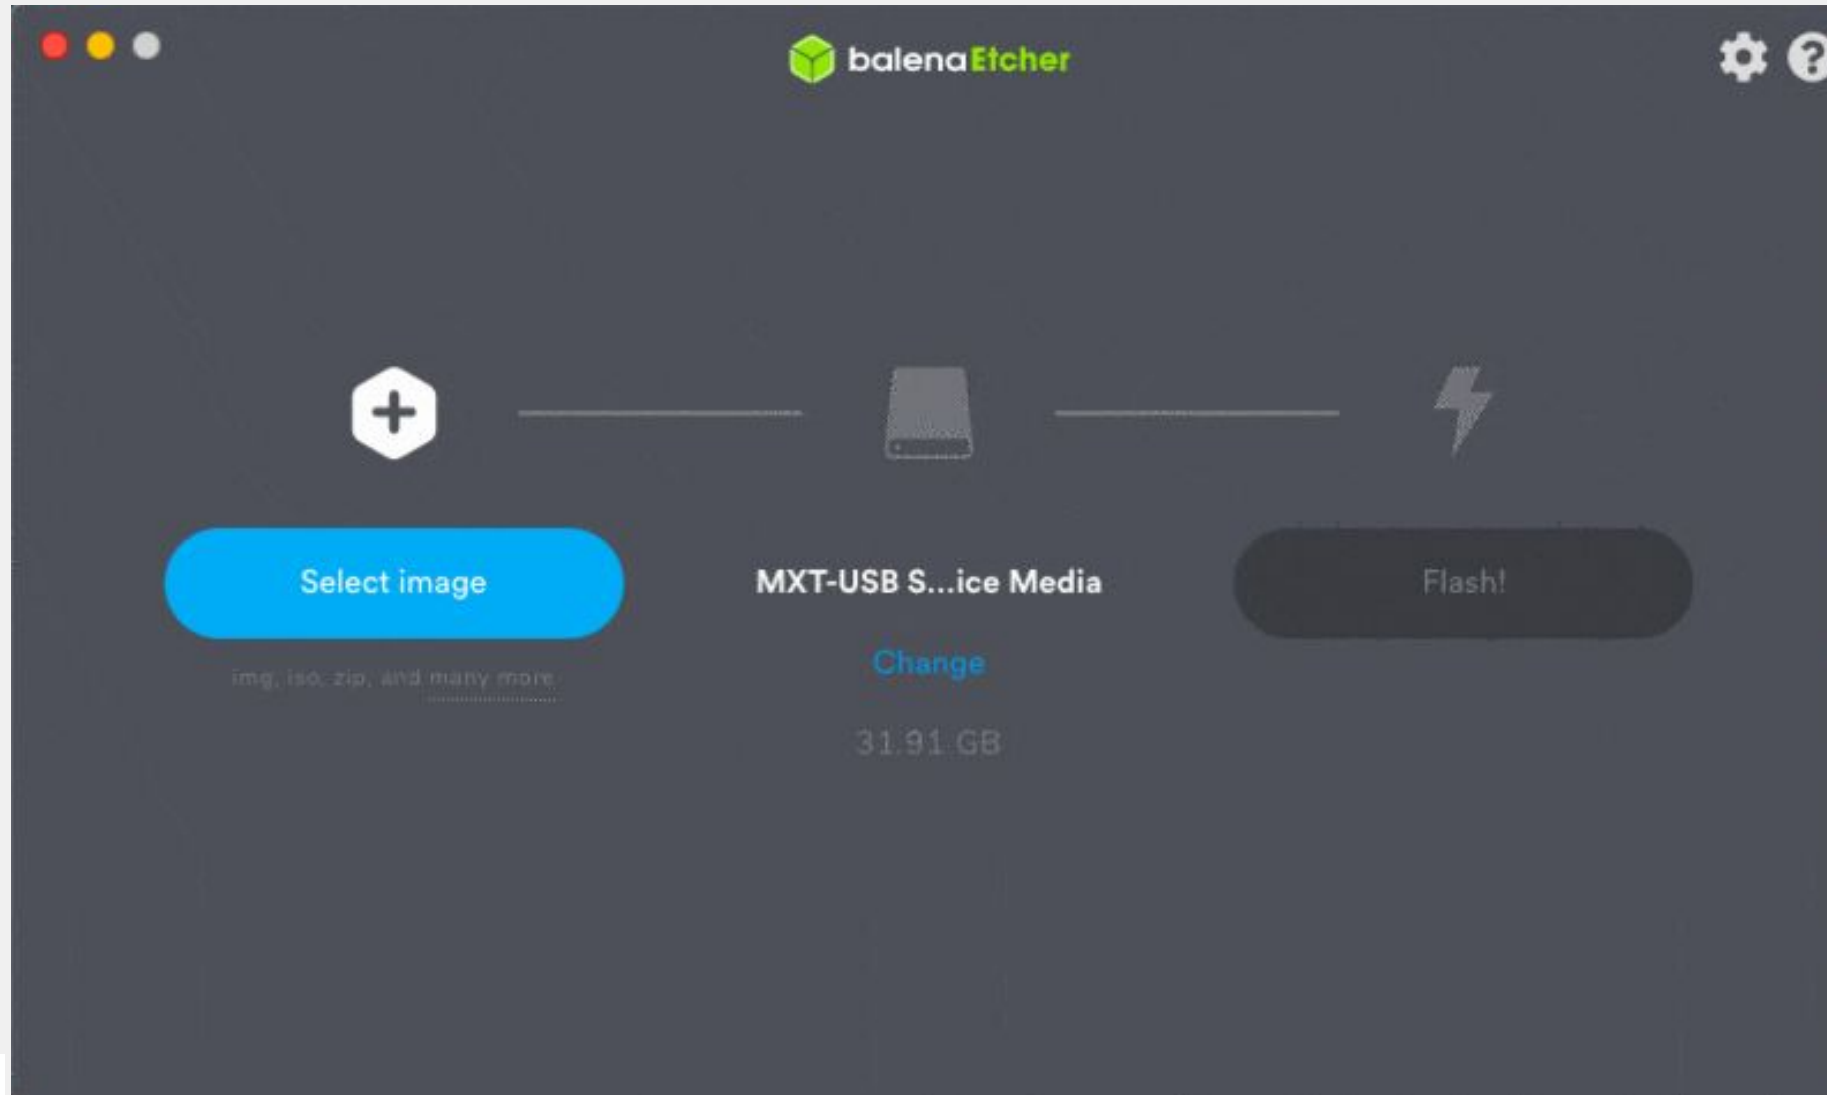 balenaEtcher
Select image
img, iso, zip, and many more
MXT-USB S...ice Media
Change
31.91 GB
Flash!